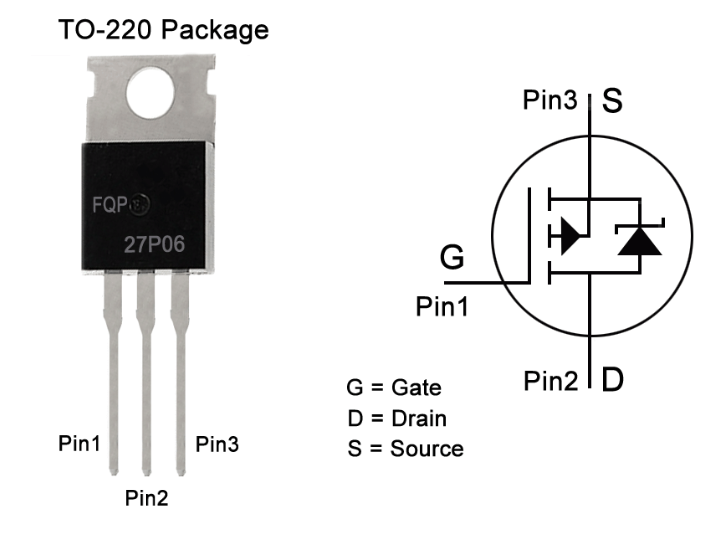 TO-220 Package
FQP
27P06
Pin1
Pin2
Pin3
Pin3 S
G
Pin1
Pin2 D
G = Gate
D = Drain
S = Source